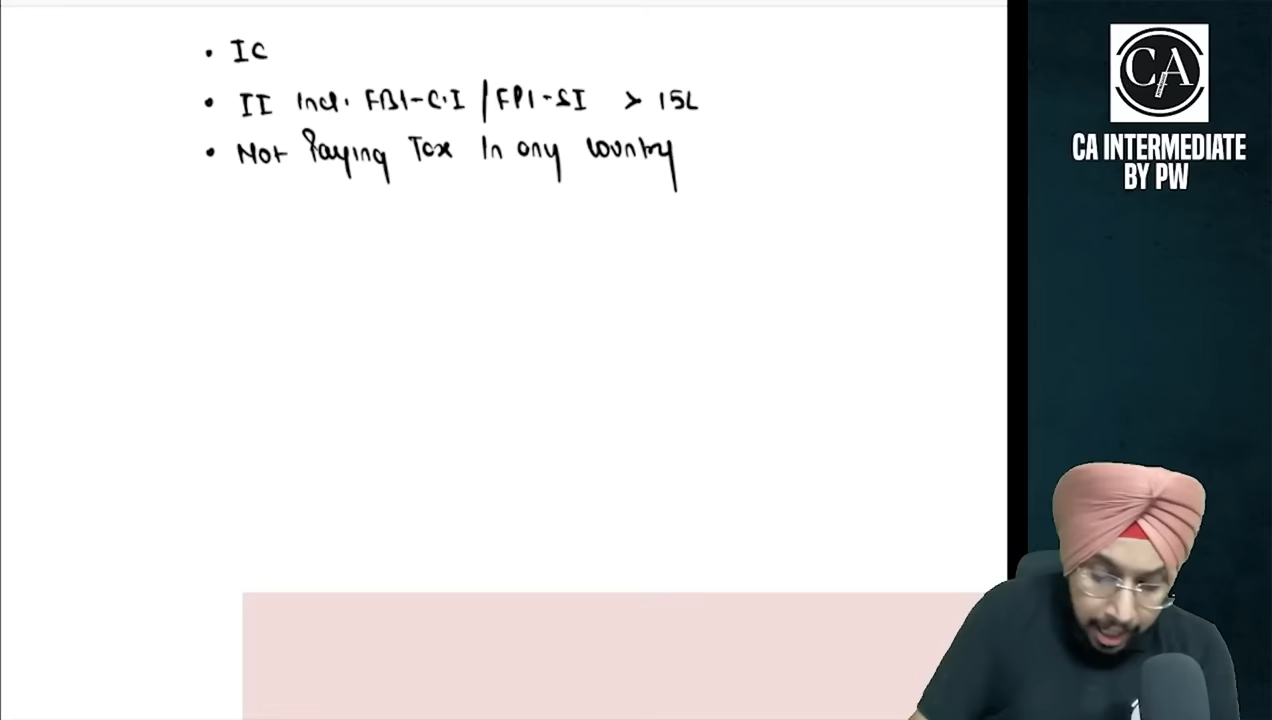 • IC
• II Incl. FBI-C.I / FPI-SI > 15L
• Not Paying Tax In any Country
CA
CA INTERMEDIATE
BY PW